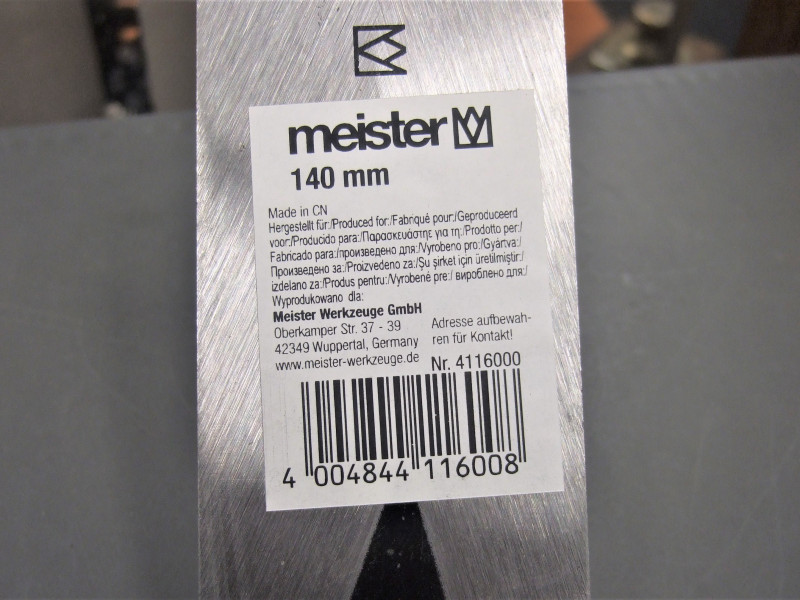 meister
140 mm
Made in CN
Hergestellt für:/Produced for:/Fabriqué pour:/Geproduceerd
voor:/Producido para:/Παρασκευάστηκε για τη:/Prodotto per:/
Fabricado para:/произведено для:/Vyrobeno pro:/Gyártva:/
Произведено за:/Proizvedeno za:/Şu şirket için üretilmiştir:/
izdelano za:/Produs pentru:/Vyrobené pre:/ вироблено для:/
Wyprodukowano dla:
Meister Werkzeuge GmbH
Oberkamper Str. 37 - 39
42349 Wuppertal, Germany
www.meister-werkzeuge.de
Adresse aufbewah-
ren für Kontakt!
Nr. 4116000
4 004844 116008